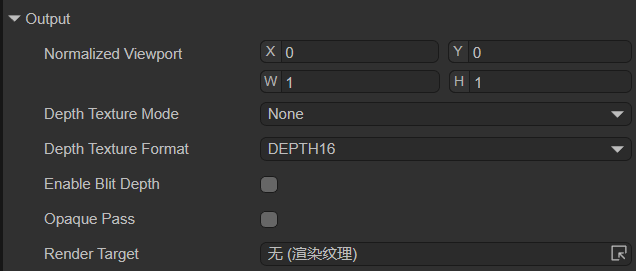 Output
Normalized Viewport X 0 Y 0
W 1 H 1
Depth Texture Mode None
Depth Texture Format DEPTH16
Enable Blit Depth
Opaque Pass
Render Target 无 (渲染纹理)